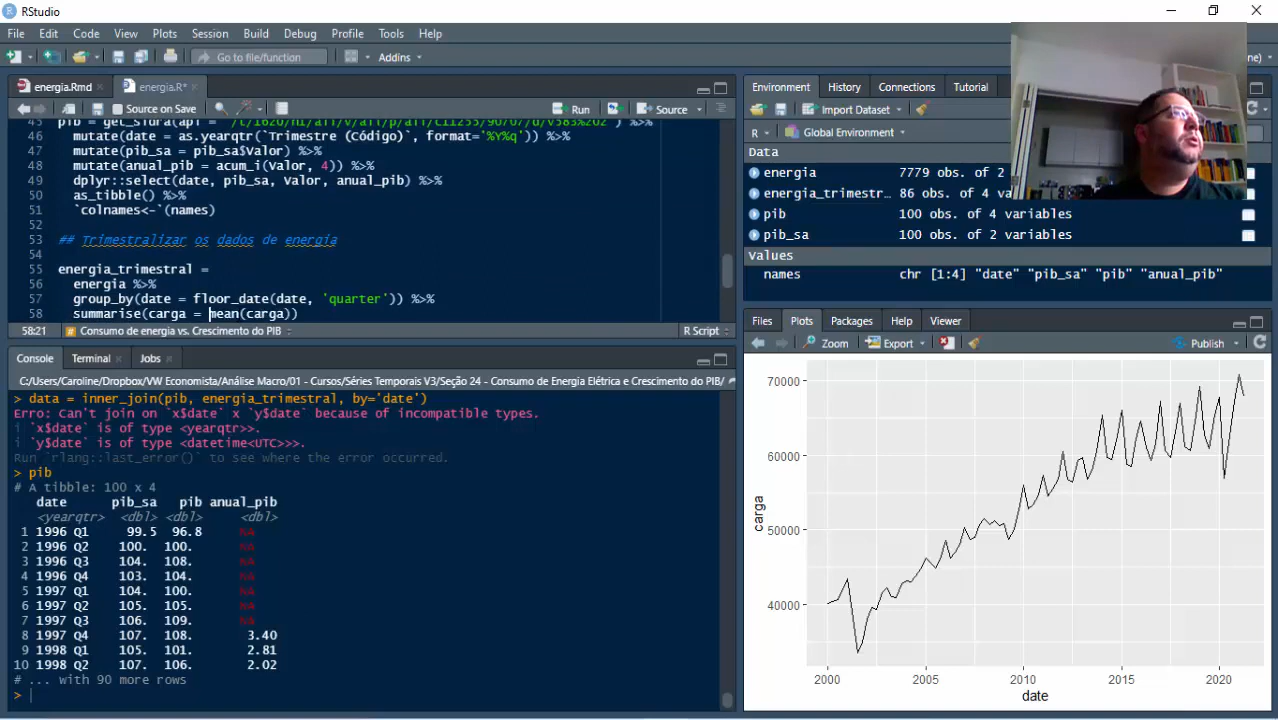 RStudio
File Edit Code View Plots Session Build Debug Profile Tools Help
Go to file/function
Addins
energia.Rmd
energia.R*
Source on Save
Run
Source
46 mutate(date = as.yearqtr(`Trimestre (Código)`, format='%Y%q')) %>%
47 mutate(pib_sa = pib_sa$Valor) %>%
48 mutate(anual_pib = acum_i(Valor, 4)) %>%
49 dplyr::select(date, pib_sa, Valor, anual_pib) %>%
50 as_tibble() %>%
51 `colnames<-`(names)
52
53 ## Trimestralizar os dados de energia
54
55 energia_trimestral =
56 energia %>%
57 group_by(date = floor_date(date, 'quarter')) %>%
58 summarise(carga = mean(carga))
58:21 Consumo de energia vs. Crescimento do PIB R Script
Console Terminal Jobs
C:/Users/Caroline/Dropbox/VW Economista/Análise Macro/01 - Cursos/Séries Temporais V3/Seção 24 - Consumo de Energia Elétrica e Crescimento do PIB/
> data = inner_join(pib, energia_trimestral, by='date')
Erro: Can't join on `x$date` x `y$date` because of incompatible types.
i `x$date` is of type <yearqtr>>.
i `y$date` is of type <datetime<UTC>>>.
Run `rlang::last_error()` to see where the error occurred.
> pib
# A tibble: 100 x 4
date pib_sa pib anual_pib
<yearqtr> <dbl> <dbl> <dbl>
1 1996 Q1 99.5 96.8 NA
2 1996 Q2 100. 100. NA
3 1996 Q3 104. 108. NA
4 1996 Q4 103. 104. NA
5 1997 Q1 104. 100. NA
6 1997 Q2 105. 105. NA
7 1997 Q3 106. 109. NA
8 1997 Q4 107. 108. 3.40
9 1998 Q1 105. 101. 2.81
10 1998 Q2 107. 106. 2.02
# ... with 90 more rows
>
Environment History Connections Tutorial
Import Dataset
R Global Environment
Data
energia 7779 obs. of 2
energia_trimestr… 86 obs. of 4 va
pib 100 obs. of 4 variables
pib_sa 100 obs. of 2 variables
Values
names chr [1:4] "date" "pib_sa" "pib" "anual_pib"
Files Plots Packages Help Viewer
Zoom Export Publish
70000
60000
50000
40000
carga
2000 2005 2010 2015 2020
date